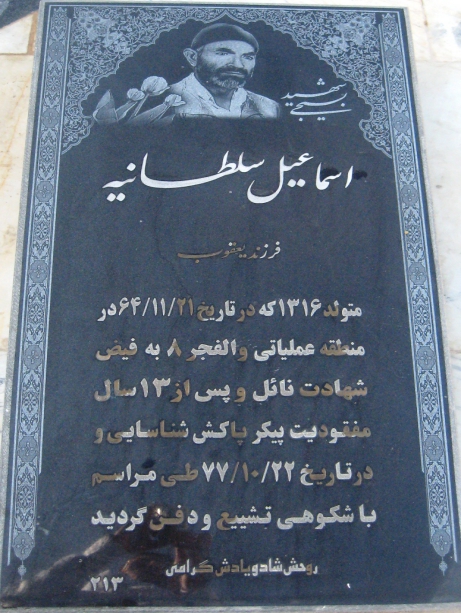 شهید
بسیجی
اسماعیل سلطانیه
فرزند یعقوب
متولد ۱۳۱۶ که در تاریخ ۶۴/۱۱/۲۱ در
منطقه عملیاتی والفجر ۸ به فیض
شهادت نائل و پس از ۱۳ سال
مفقودیت پیکر پاکش شناسایی و
در تاریخ ۷۷/۱۰/۲۲ طی مراسم
با شکوهی تشییع و دفن گردید
روحش شاد و یادش گرامی
۲۱۳